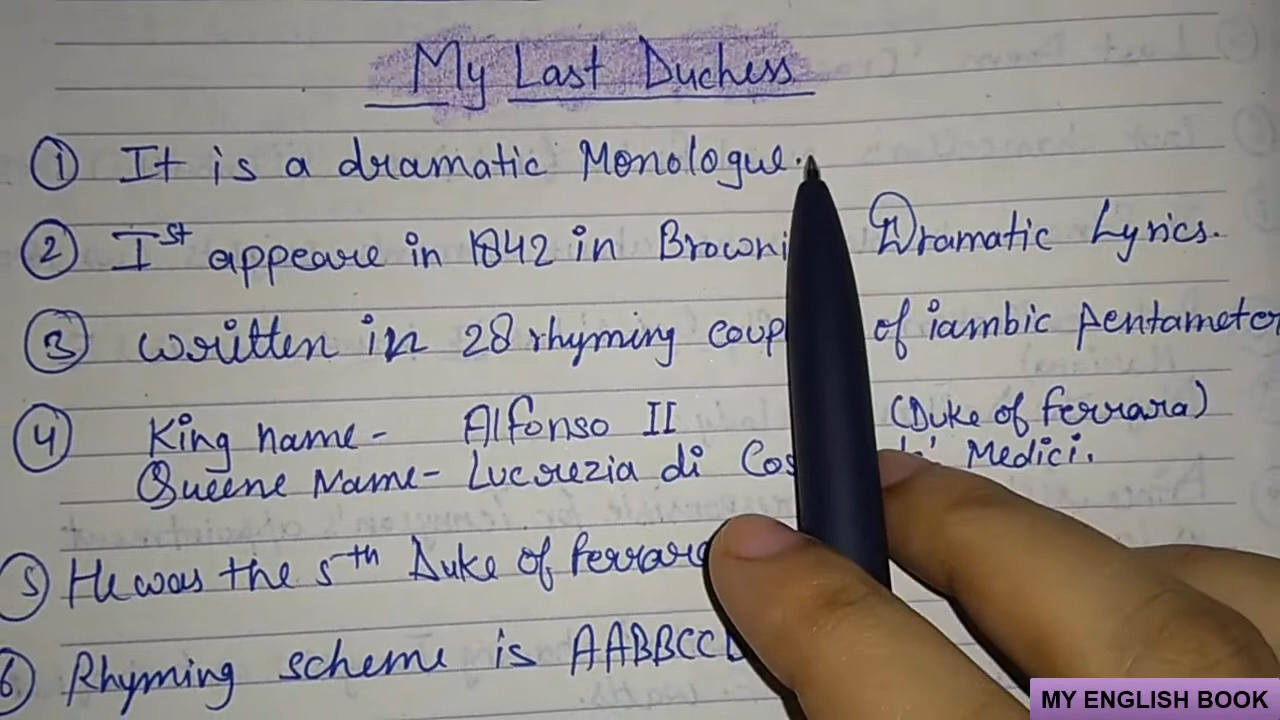 My Last Duchess
① It is a dramatic Monologue.
② Ist appeare in 1842 in Browni Dramatic Lyrics.
③ written in 28 rhyming coup of iambic Pentameter
④ King name - Alfonso II (Duke of Ferrara)
Queene Name - Lucrezia di Cos Medici.
5 He was the 5th Duke of Ferrara
6 Rhyming scheme is AABBCC
MY ENGLISH BOOK